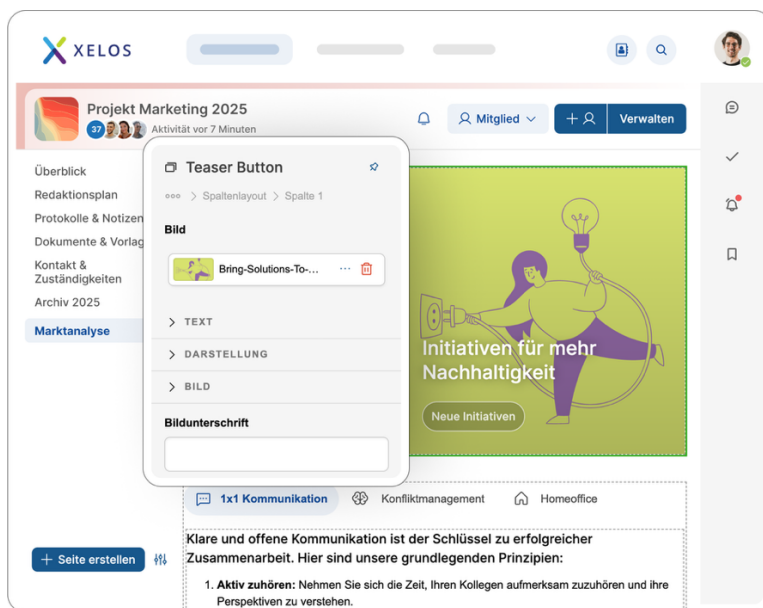 XELOS
Projekt Marketing 2025
37
Aktivität vor 7 Minuten
Mitglied
Verwalten
Überblick
Redaktionsplan
Protokolle & Notizen
Dokumente & Vorlag
Kontakt &
Zuständigkeiten
Archiv 2025
Marktanalyse
Seite erstellen
Teaser Button
Spaltenlayout > Spalte 1
Bild
Bring-Solutions-To-...
TEXT
DARSTELLUNG
BILD
Bildunterschrift
Initiativen für mehr
Nachhaltigkeit
Neue Initiativen
1x1 Kommunikation
Konfliktmanagement
Homeoffice
Klare und offene Kommunikation ist der Schlüssel zu erfolgreicher
Zusammenarbeit. Hier sind unsere grundlegenden Prinzipien:
1. Aktiv zuhören: Nehmen Sie sich die Zeit, Ihren Kollegen aufmerksam zuzuhören und ihre
Perspektiven zu verstehen.